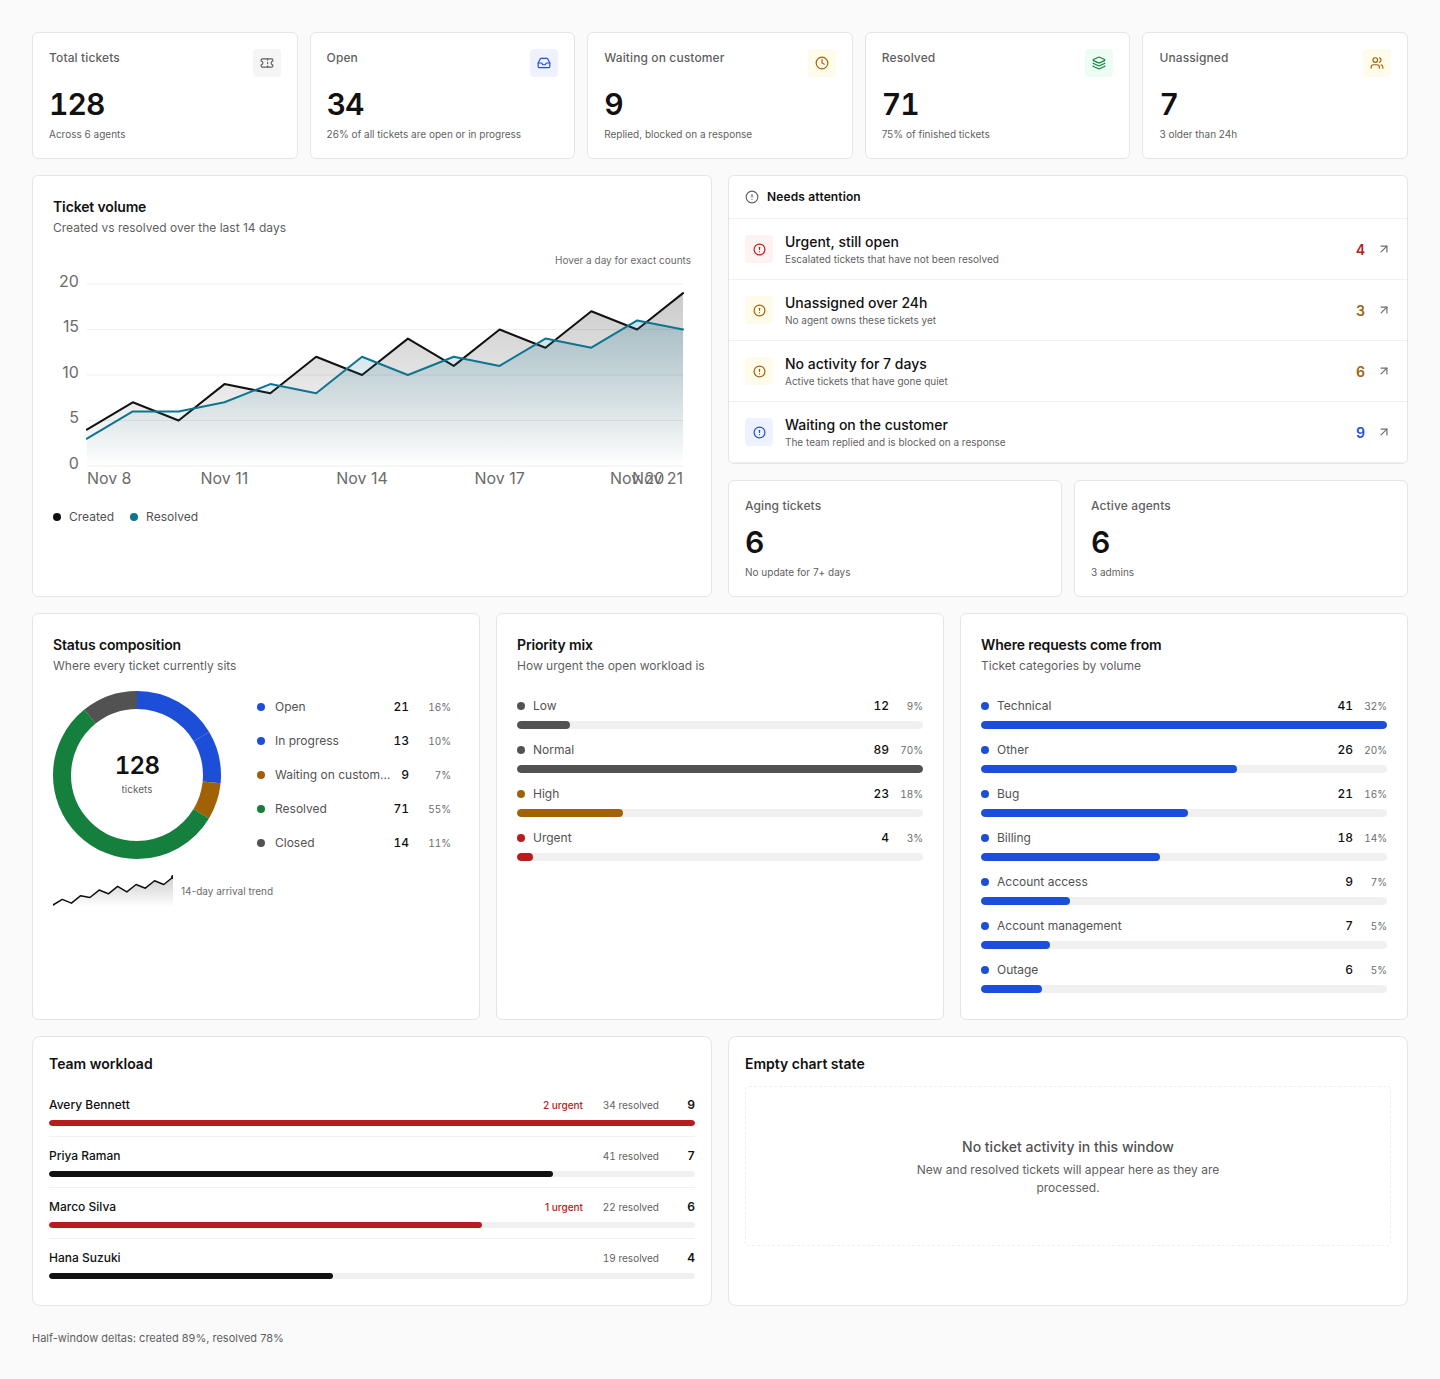 Total tickets
128
Across 6 agents
Open
34
26% of all tickets are open or in progress
Waiting on customer
9
Replied, blocked on a response
Resolved
71
75% of finished tickets
Unassigned
7
3 older than 24h
Ticket volume
Created vs resolved over the last 14 days
Hover a day for exact counts
20
15
10
5
0
Nov 8
Nov 11
Nov 14
Nov 17
Nov 20
Nov 21
Created
Resolved
Needs attention
Urgent, still open
Escalated tickets that have not been resolved
4
Unassigned over 24h
No agent owns these tickets yet
3
No activity for 7 days
Active tickets that have gone quiet
6
Waiting on the customer
The team replied and is blocked on a response
9
Aging tickets
6
No update for 7+ days
Active agents
6
3 admins
Status composition
Where every ticket currently sits
128
tickets
Open 21 16%
In progress 13 10%
Waiting on custom... 9 7%
Resolved 71 55%
Closed 14 11%
14-day arrival trend
Priority mix
How urgent the open workload is
Low 12 9%
Normal 89 70%
High 23 18%
Urgent 4 3%
Where requests come from
Ticket categories by volume
Technical 41 32%
Other 26 20%
Bug 21 16%
Billing 18 14%
Account access 9 7%
Account management 7 5%
Outage 6 5%
Team workload
Avery Bennett 2 urgent 34 resolved 9
Priya Raman 41 resolved 7
Marco Silva 1 urgent 22 resolved 6
Hana Suzuki 19 resolved 4
Empty chart state
No ticket activity in this window
New and resolved tickets will appear here as they are
processed.
Half-window deltas: created 89%, resolved 78%